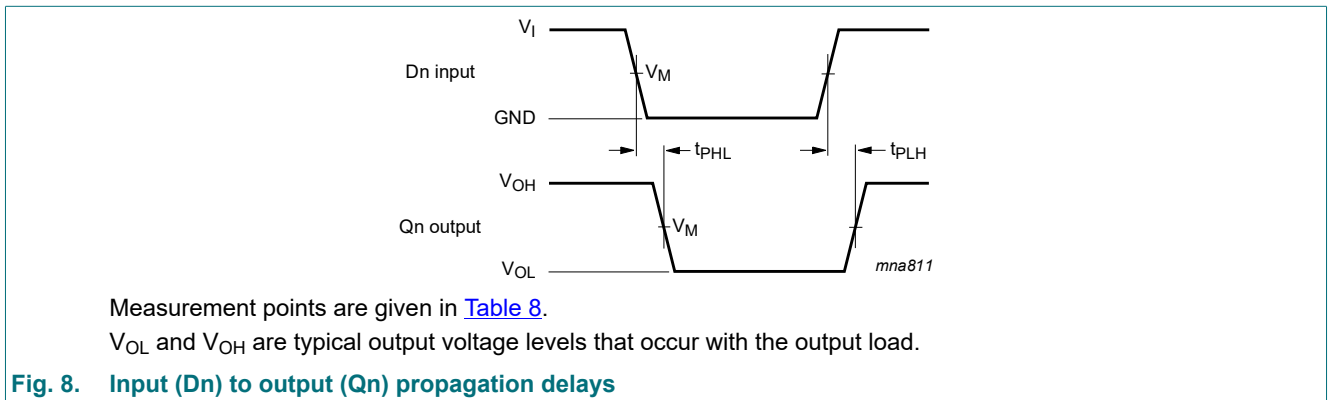 VI
Dn input
VM
GND
tPHL
tPLH
VOH
Qn output
VM
VOL
mna811
Measurement points are given in Table 8.
VOL and VOH are typical output voltage levels that occur with the output load.
Fig. 8. Input (Dn) to output (Qn) propagation delays